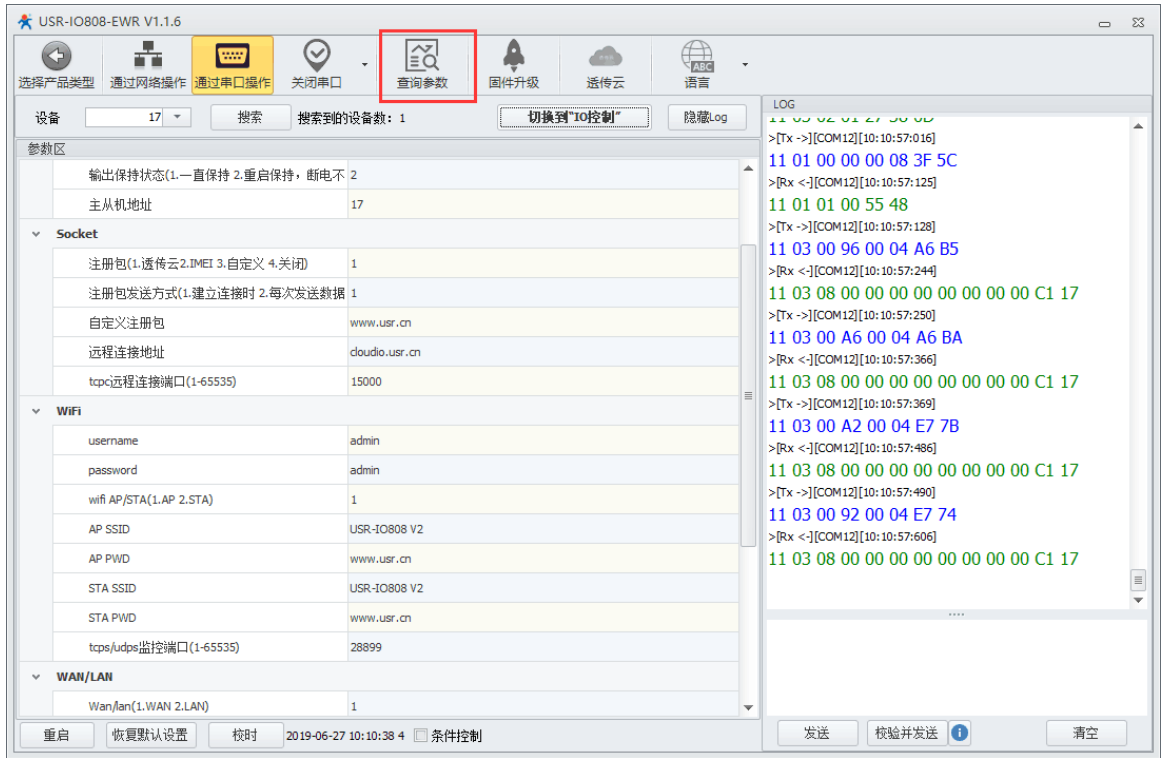 USR-IO808-EWR V1.1.6
选择产品类型 通过网络操作 通过串口操作 关闭串口 查询参数 固件升级 透传云 语言
ABC
设备 17 搜索 搜索到的设备数: 1 切换到"IO控制" 隐藏Log
参数区
输出保持状态(1.一直保持 2.重启保持，断电不 2
主从机地址 17
Socket
注册包(1.透传云2.IMEI 3.自定义 4.关闭) 1
注册包发送方式(1.建立连接时 2.每次发送数据 1
自定义注册包 www.usr.cn
远程连接地址 cloudio.usr.cn
tcpc远程连接端口(1-65535) 15000
WiFi
username admin
password admin
wifi AP/STA(1.AP 2.STA) 1
AP SSID USR-IO808 V2
AP PWD www.usr.cn
STA SSID USR-IO808 V2
STA PWD www.usr.cn
tcps/udps监控端口(1-65535) 28899
WAN/LAN
Wan/lan(1.WAN 2.LAN) 1
重启 恢复默认设置 校时 2019-06-27 10:10:38 4 条件控制
LOG
>[Tx ->][COM12][10:10:57:016]
11 01 00 00 00 08 3F 5C
>[Rx <-][COM12][10:10:57:125]
11 01 01 00 55 48
>[Tx ->][COM12][10:10:57:128]
11 03 00 96 00 04 A6 B5
>[Rx <-][COM12][10:10:57:244]
11 03 08 00 00 00 00 00 00 00 00 C1 17
>[Tx ->][COM12][10:10:57:250]
11 03 00 A6 00 04 A6 BA
>[Rx <-][COM12][10:10:57:366]
11 03 08 00 00 00 00 00 00 00 00 C1 17
>[Tx ->][COM12][10:10:57:369]
11 03 00 A2 00 04 E7 7B
>[Rx <-][COM12][10:10:57:486]
11 03 08 00 00 00 00 00 00 00 00 C1 17
>[Tx ->][COM12][10:10:57:490]
11 03 00 92 00 04 E7 74
>[Rx <-][COM12][10:10:57:606]
11 03 08 00 00 00 00 00 00 00 00 C1 17
发送 校验并发送 清空